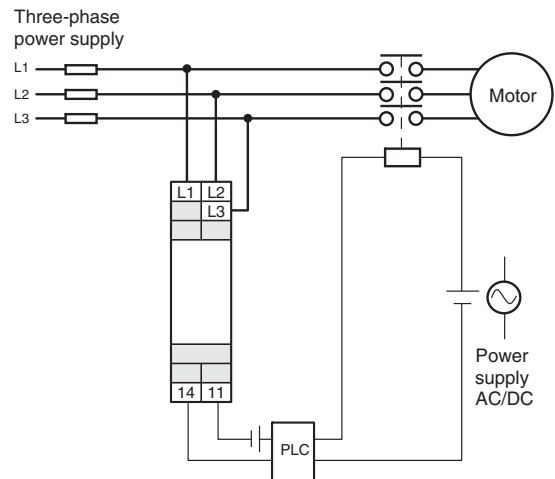 Three-phase
power supply
L1
L2
L3
Motor
L1 L2
L3
Power
supply
AC/DC
14 11
PLC